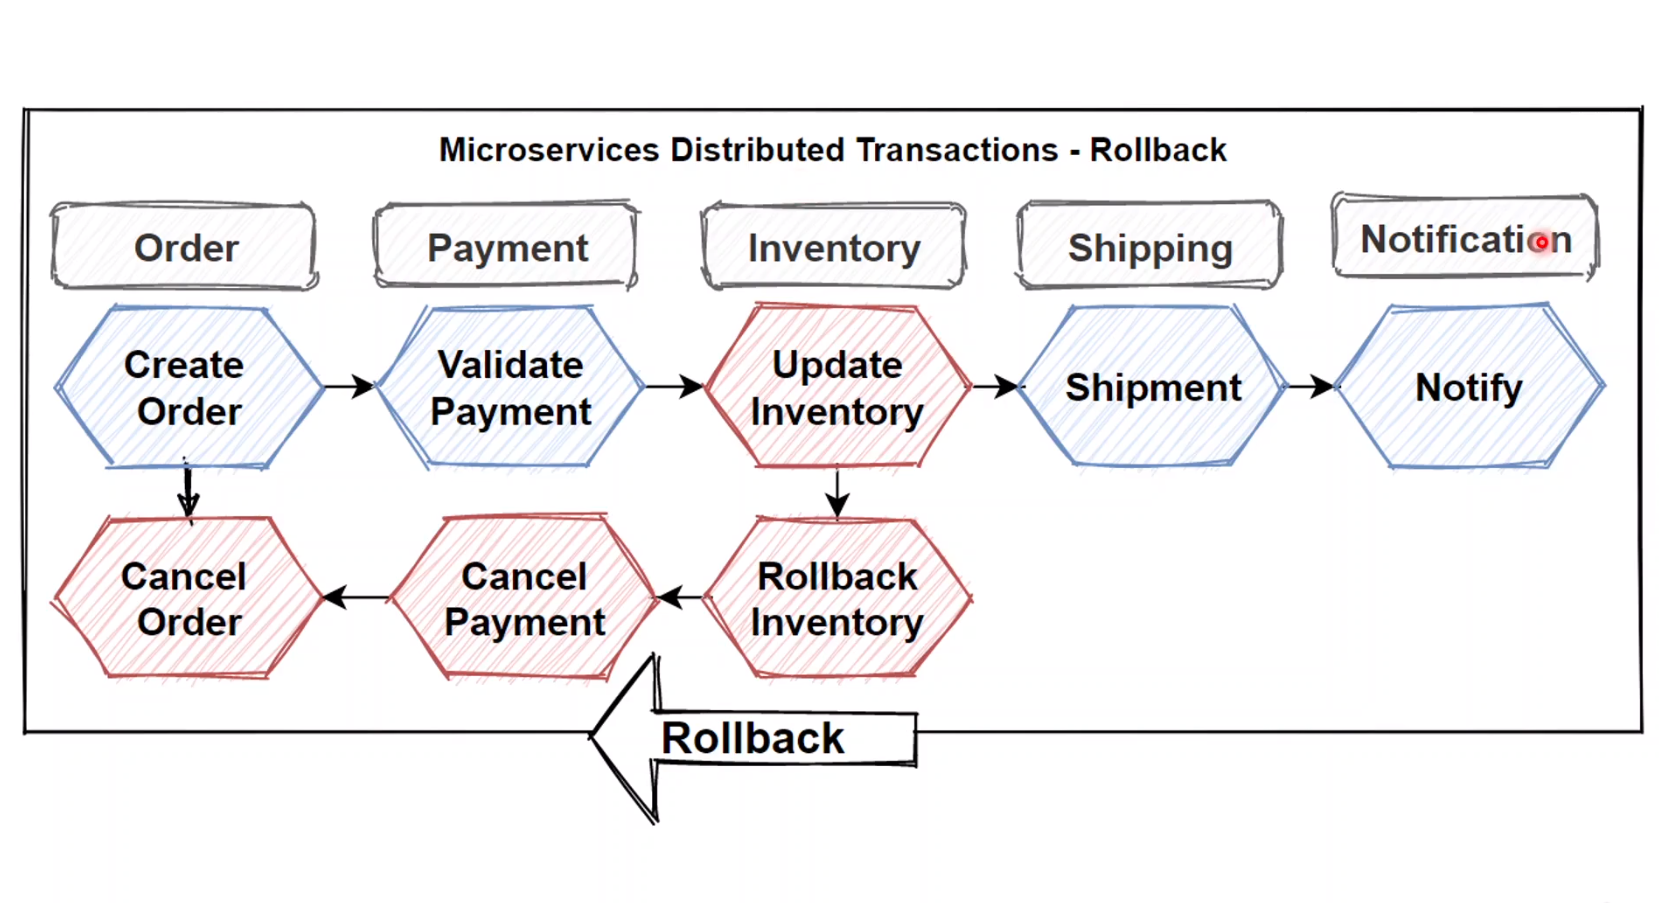 Microservices Distributed Transactions - Rollback
Order
Payment
Inventory
Shipping
Notification
Create
Order
Validate
Payment
Update
Inventory
Shipment
Notify
Cancel
Order
Cancel
Payment
Rollback
Inventory
Rollback